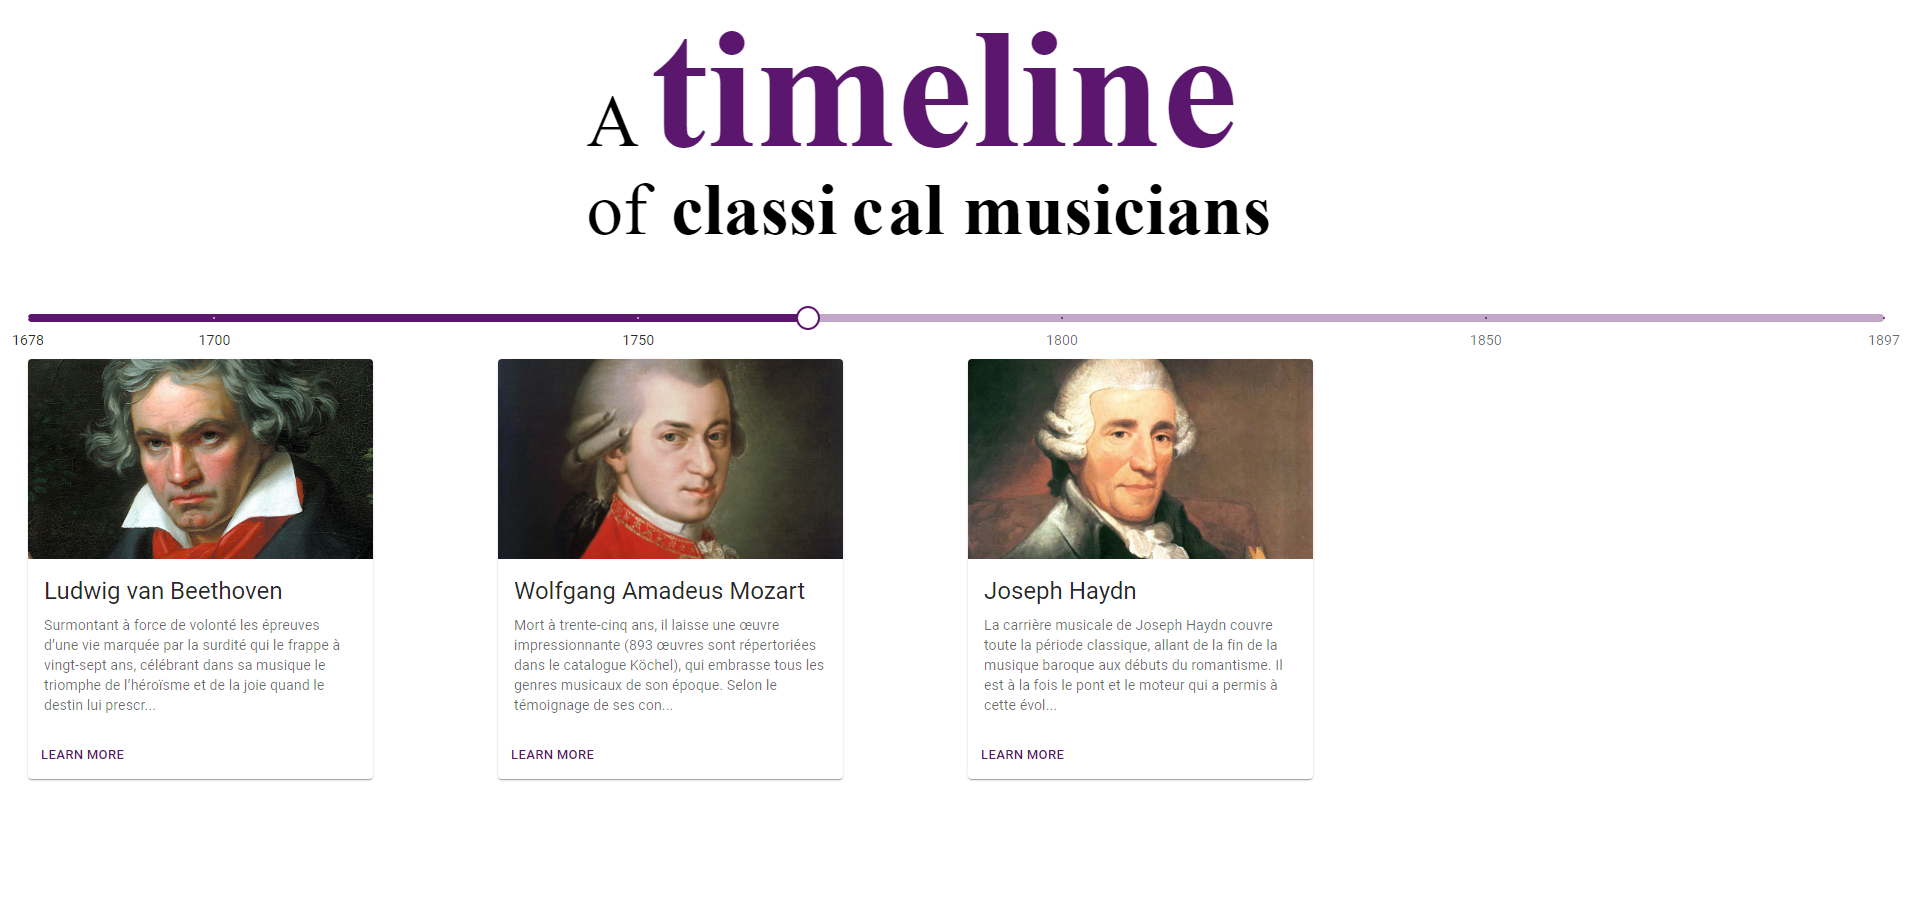 A timeline
of classi cal musicians
1678 1700 1750 1800 1850 1897
Ludwig van Beethoven
Surmontant à force de volonté les épreuves
d’une vie marquée par la surdité qui le frappe à
vingt-sept ans, célébrant dans sa musique le
triomphe de l’héroïsme et de la joie quand le
destin lui prescr...
LEARN MORE
Wolfgang Amadeus Mozart
Mort à trente-cinq ans, il laisse une œuvre
impressionnante (893 œuvres sont répertoriées
dans le catalogue Köchel), qui embrasse tous les
genres musicaux de son époque. Selon le
témoignage de ses con...
LEARN MORE
Joseph Haydn
La carrière musicale de Joseph Haydn couvre
toute la période classique, allant de la fin de la
musique baroque aux débuts du romantisme. Il
est à la fois le pont et le moteur qui a permis à
cette évol...
LEARN MORE